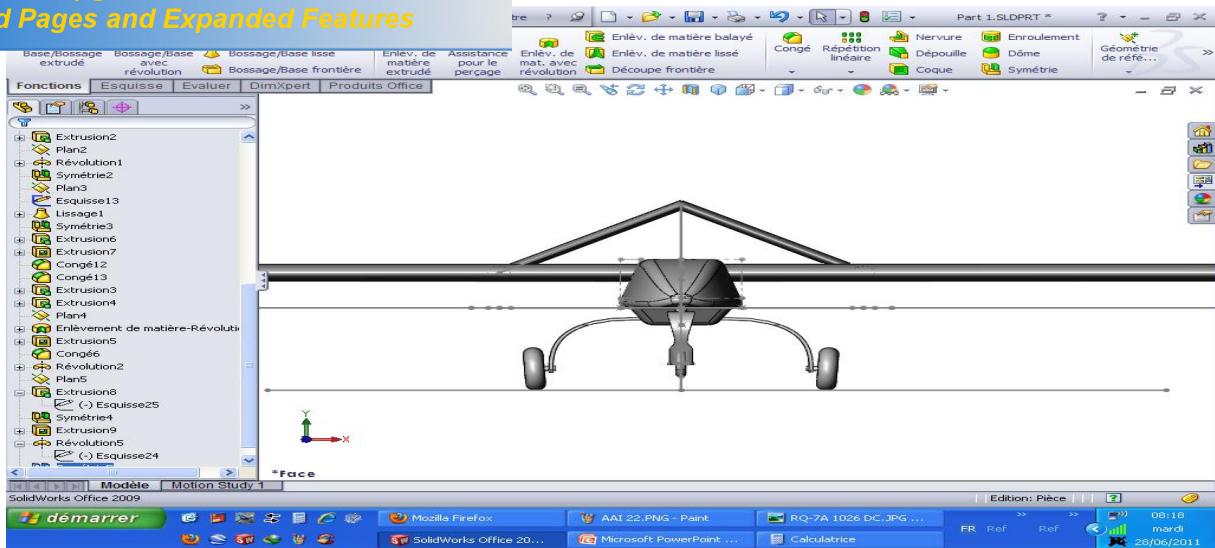 d Pages and Expanded Features
tre ?
Part 1.SLDPRT *
Base/Bossage extrudé
Bossage/Base avec révolution
Bossage/Base lissé
Bossage/Base frontière
Enlèv. de matière extrudé
Assistance pour le perçage
Enlèv. de mat. avec révolution
Enlèv. de matière balayé
Enlèv. de matière lissé
Découpe frontière
Congé
Répétition linéaire
Nervure
Dépouille
Coque
Enroulement
Dôme
Symétrie
Géométrie de réfé...
Fonctions Esquisse Evaluer DimXpert Produits Office
Extrusion2
Plan2
Révolution1
Symétrie2
Plan3
Esquisse13
Lissage1
Symétrie3
Extrusion6
Extrusion7
Congé12
Congé13
Extrusion3
Extrusion4
Plan4
Enlèvement de matière-Révoluti
Extrusion5
Congé6
Révolution2
Plan5
Extrusion8
(-) Esquisse25
Symétrie4
Extrusion9
Révolution5
(-) Esquisse24
Y
X
*Face
Modèle Motion Study 1
SolidWorks Office 2009
Edition: Pièce
démarrer
Mozilla Firefox
AAI 22.PNG - Paint
RQ-7A 1026 DC.JPG ...
SolidWorks Office 20...
Microsoft PowerPoint ...
Calculatrice
FR Ref Ref
08:18
mardi
28/06/2011